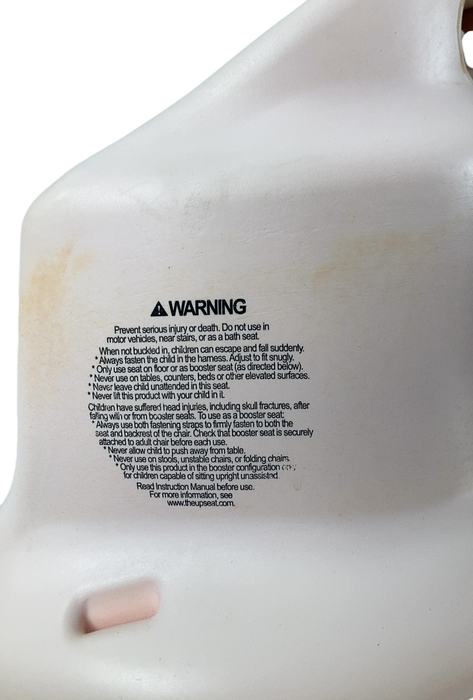 ⚠WARNING
Prevent serious injury or death. Do not use in
motor vehicles, near stairs, or as a bath seat.
When not buckled in, children can escape and fall suddenly.
* Always fasten the child in the harness. Adjust to fit snugly.
* Only use seat on floor or as booster seat (as directed below).
* Never use on tables, counters, beds or other elevated surfaces.
* Never leave child unattended in this seat.
* Never lift this product with your child in it.
Children have suffered head injuries, including skull fractures, after
falling with or from booster seats. To use as a booster seat:
* Always use both fastening straps to firmly fasten to both the
seat and backrest of the chair. Check that booster seat is securely
attached to adult chair before each use.
* Never allow child to push away from table.
* Never use on stools, unstable chairs, or folding chairs.
* Only use this product in the booster configuration
for children capable of sitting upright unassisted.
Read Instruction Manual before use.
For more information, see
www.theupseat.com.